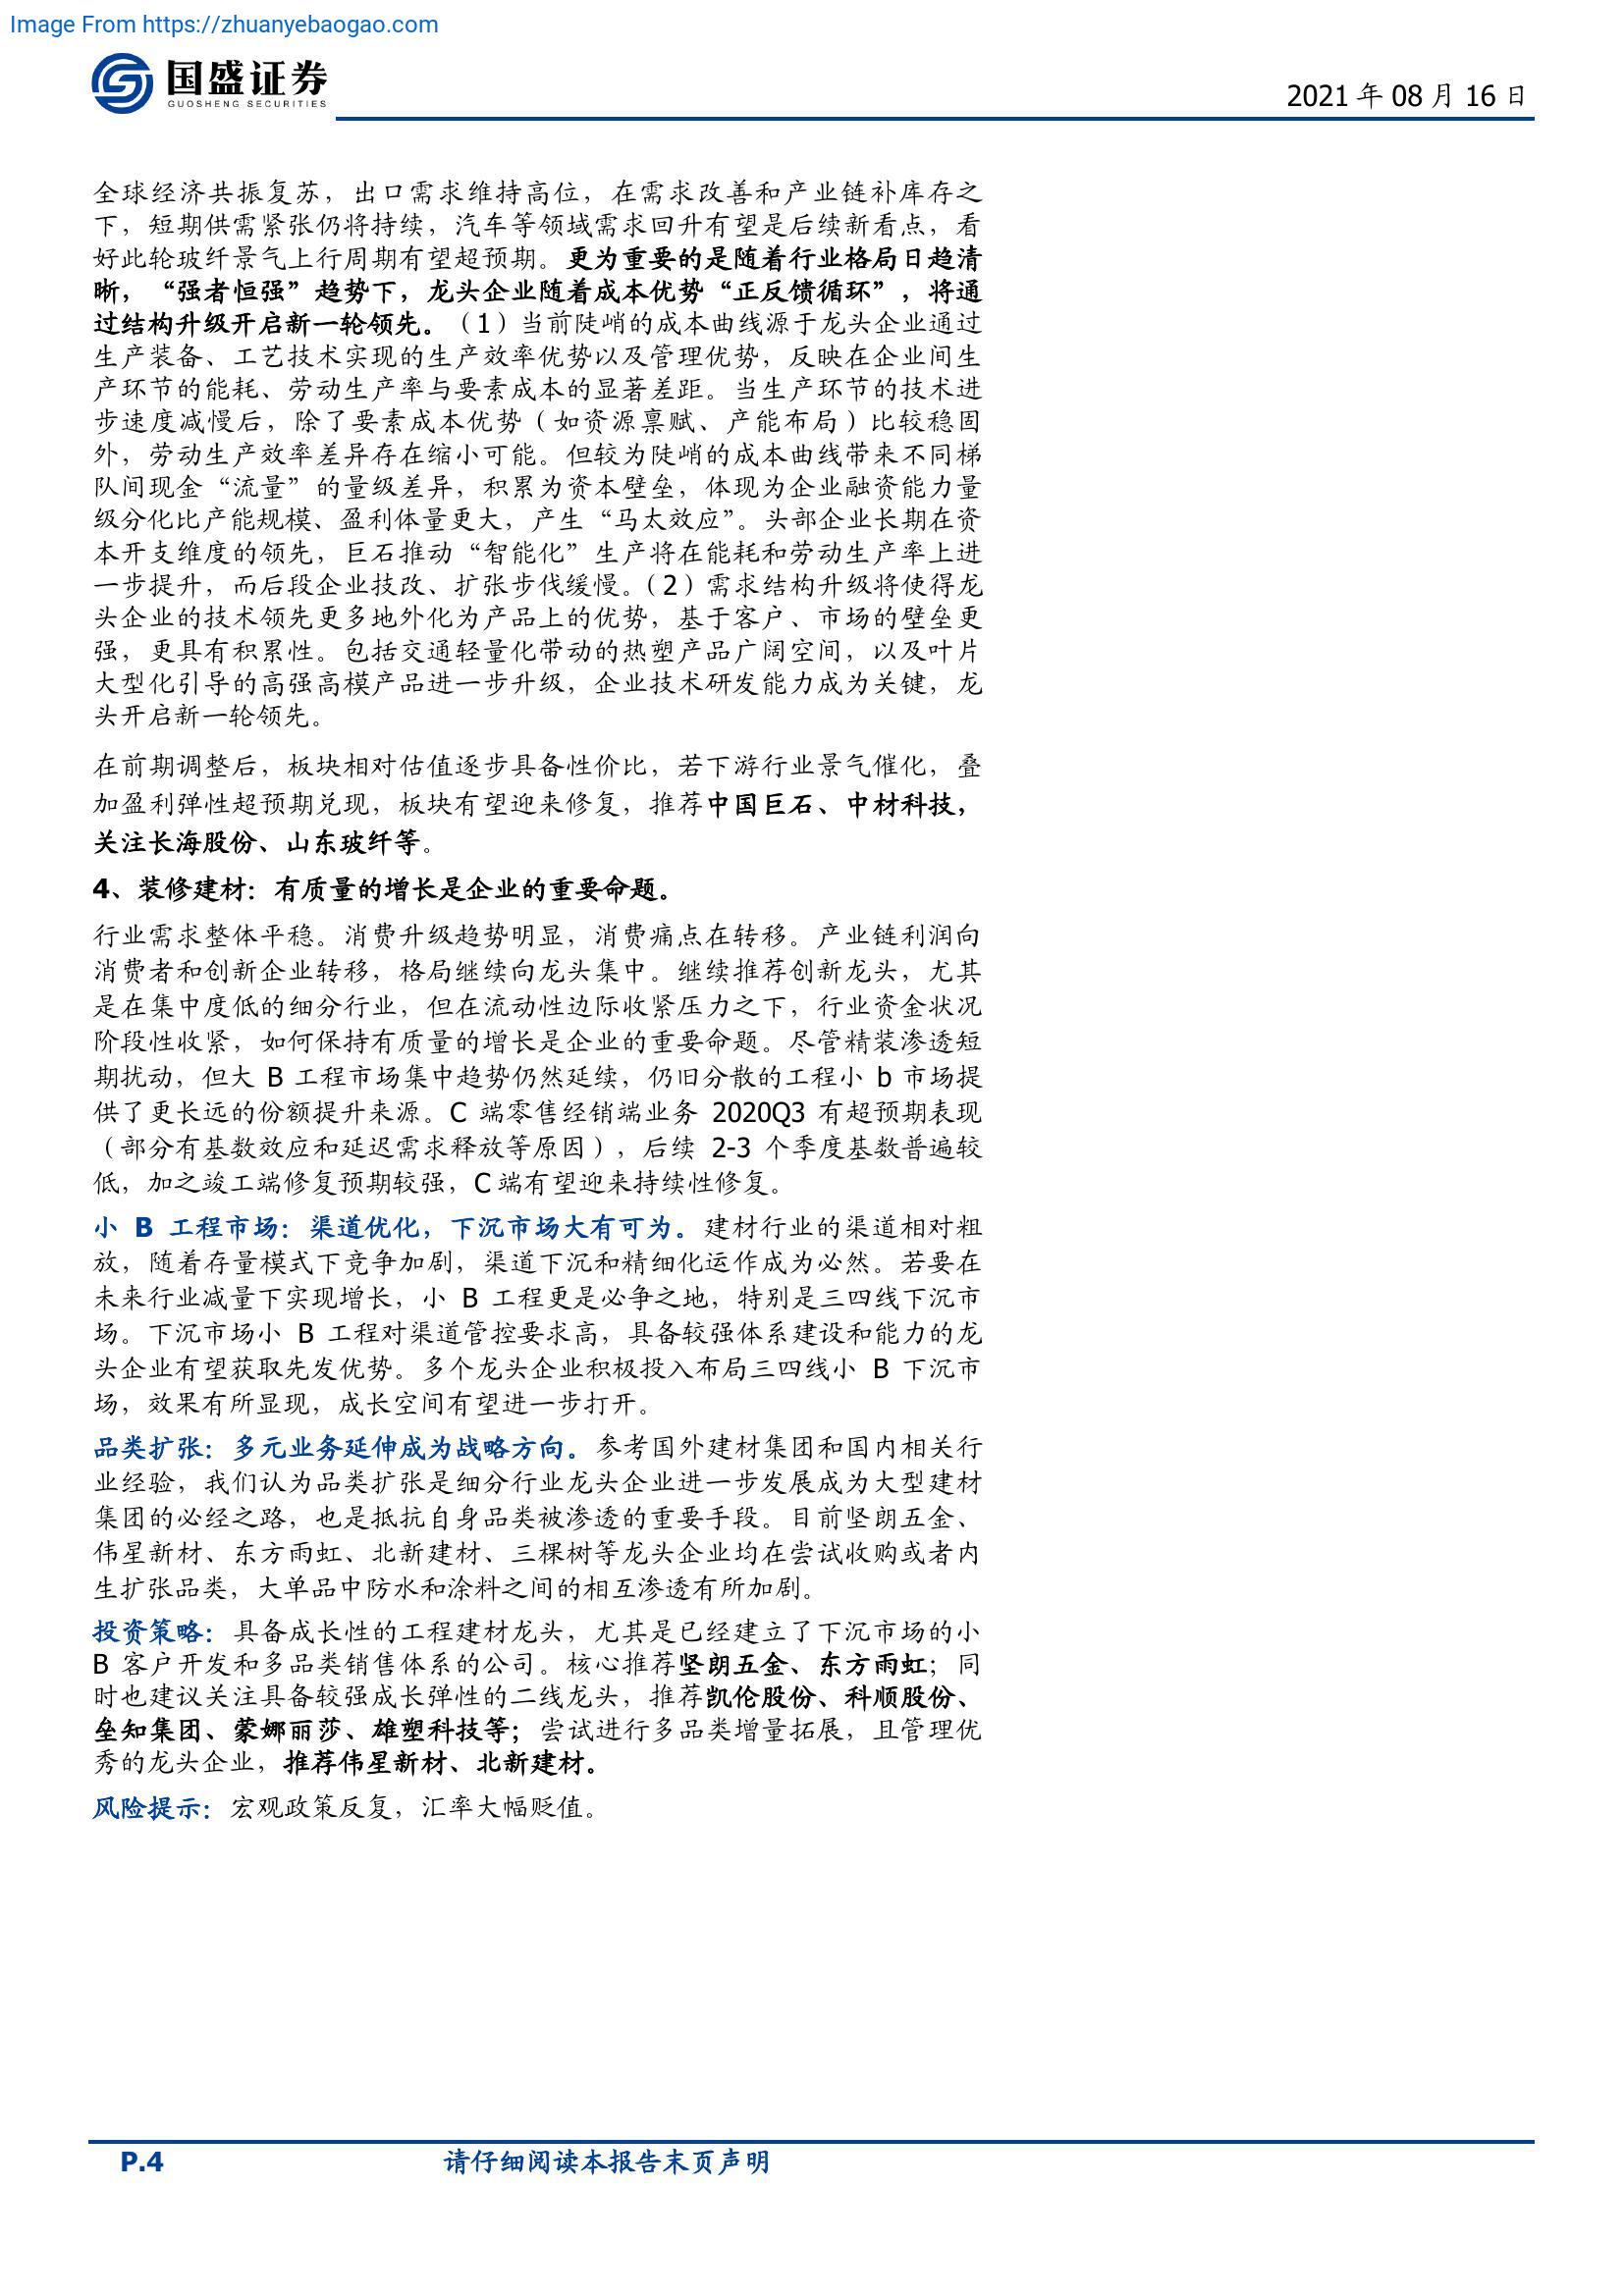 Image From https://zhuanyebaogao.com
国盛证券
GUOSHENG SECURITIES
2021 年 08 月 16 日
全球经济共振复苏，出口需求维持高位，在需求改善和产业链补库存之
下，短期供需紧张仍将持续，汽车等领域需求回升有望是后续新看点，看
好此轮玻纤景气上行周期有望超预期。更为重要的是随着行业格局日趋清
晰，“强者恒强”趋势下，龙头企业随着成本优势“正反馈循环”，将通
过结构升级开启新一轮领先。（1）当前陡峭的成本曲线源于龙头企业通过
生产装备、工艺技术实现的生产效率优势以及管理优势，反映在企业间生
产环节的能耗、劳动生产率与要素成本的显著差距。当生产环节的技术进
步速度减慢后，除了要素成本优势（如资源禀赋、产能布局）比较稳固
外，劳动生产效率差异存在缩小可能。但较为陡峭的成本曲线带来不同梯
队间现金“流量”的量级差异，积累为资本壁垒，体现为企业融资能力量
级分化比产能规模、盈利体量更大，产生“马太效应”。头部企业长期在资
本开支维度的领先，巨石推动“智能化”生产将在能耗和劳动生产率上进
一步提升，而后段企业技改、扩张步伐缓慢。（2）需求结构升级将使得龙
头企业的技术领先更多地外化为产品上的优势，基于客户、市场的壁垒更
强，更具有积累性。包括交通轻量化带动的热塑产品广阔空间，以及叶片
大型化引导的高强高模产品进一步升级，企业技术研发能力成为关键，龙
头开启新一轮领先。
在前期调整后，板块相对估值逐步具备性价比，若下游行业景气催化，叠
加盈利弹性超预期兑现，板块有望迎来修复，推荐中国巨石、中材科技，
关注长海股份、山东玻纤等。
4、装修建材：有质量的增长是企业的重要命题。
行业需求整体平稳。消费升级趋势明显，消费痛点在转移。产业链利润向
消费者和创新企业转移，格局继续向龙头集中。继续推荐创新龙头，尤其
是在集中度低的细分行业，但在流动性边际收紧压力之下，行业资金状况
阶段性收紧，如何保持有质量的增长是企业的重要命题。尽管精装渗透短
期扰动，但大 B 工程市场集中趋势仍然延续，仍旧分散的工程小 b 市场提
供了更长远的份额提升来源。C 端零售经销端业务 2020Q3 有超预期表现
（部分有基数效应和延迟需求释放等原因），后续 2-3 个季度基数普遍较
低，加之竣工端修复预期较强，C 端有望迎来持续性修复。
小 B 工程市场：渠道优化，下沉市场大有可为。建材行业的渠道相对粗
放，随着存量模式下竞争加剧，渠道下沉和精细化运作成为必然。若要在
未来行业减量下实现增长，小 B 工程更是必争之地，特别是三四线下沉市
场。下沉市场小 B 工程对渠道管控要求高，具备较强体系建设和能力的龙
头企业有望获取先发优势。多个龙头企业积极投入布局三四线小 B 下沉市
场，效果有所显现，成长空间有望进一步打开。
品类扩张：多元业务延伸成为战略方向。参考国外建材集团和国内相关行
业经验，我们认为品类扩张是细分行业龙头企业进一步发展成为大型建材
集团的必经之路，也是抵抗自身品类被渗透的重要手段。目前坚朗五金、
伟星新材、东方雨虹、北新建材、三棵树等龙头企业均在尝试收购或者内
生扩张品类，大单品中防水和涂料之间的相互渗透有所加剧。
投资策略：具备成长性的工程建材龙头，尤其是已经建立了下沉市场的小
B 客户开发和多品类销售体系的公司。核心推荐坚朗五金、东方雨虹；同
时也建议关注具备较强成长弹性的二线龙头，推荐凯伦股份、科顺股份、
垒知集团、蒙娜丽莎、雄塑科技等；尝试进行多品类增量拓展，且管理优
秀的龙头企业，推荐伟星新材、北新建材。
风险提示：宏观政策反复，汇率大幅贬值。
P.4
请仔细阅读本报告末页声明